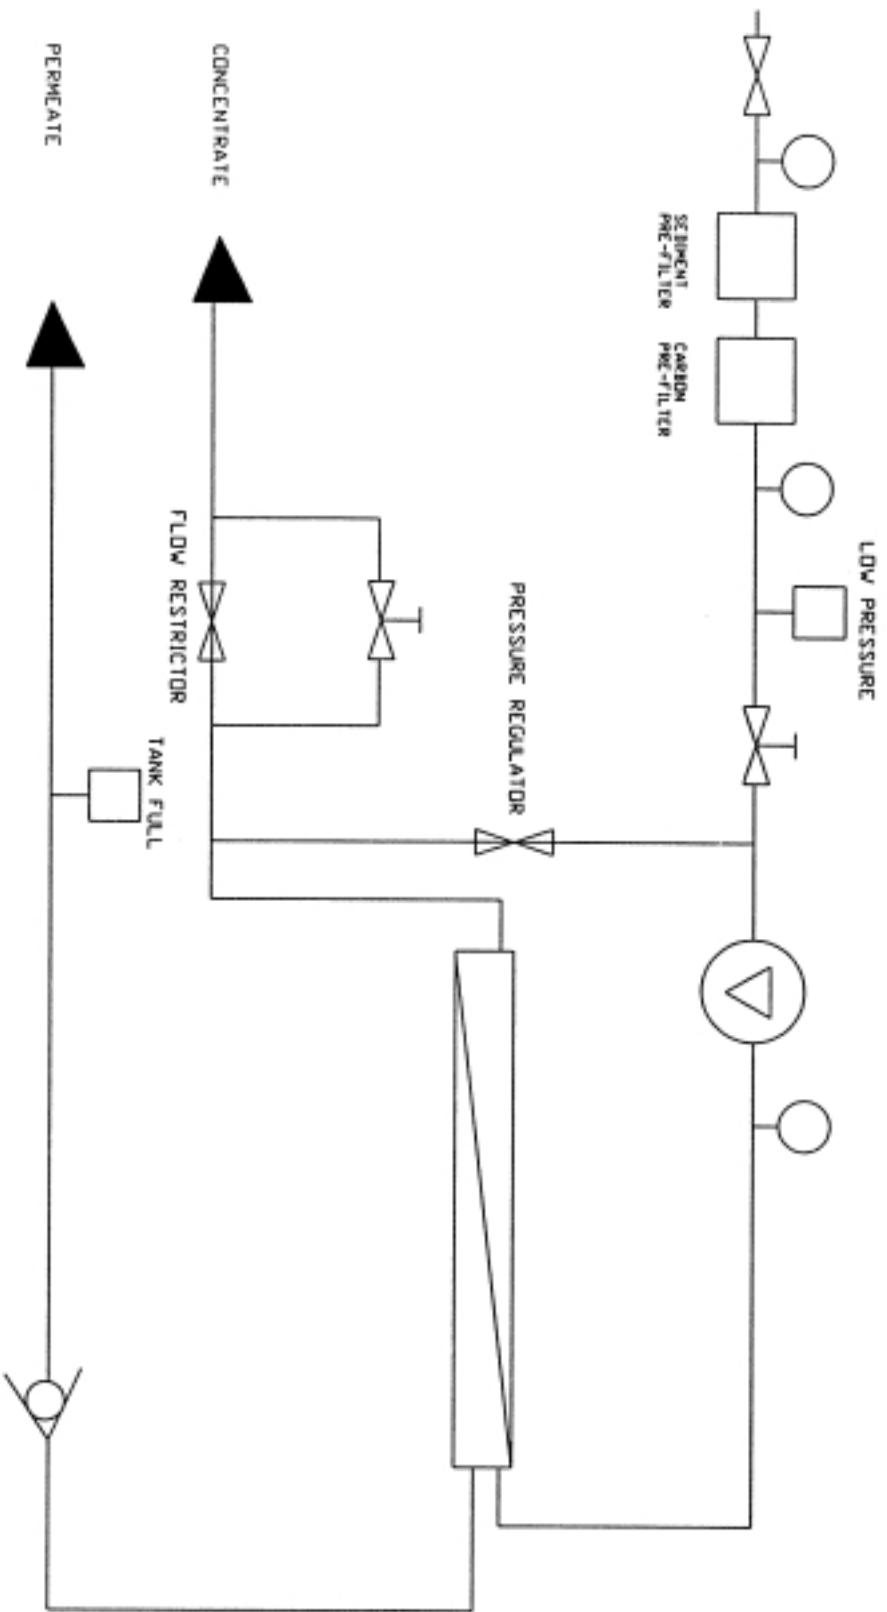 LOW PRESSURE
SEDIMENT
PRE-FILTER
CARBON
PRE-FILTER
PRESSURE REGULATOR
CONCENTRATE
FLOW RESTRICTOR
TANK FULL
PERMEATE